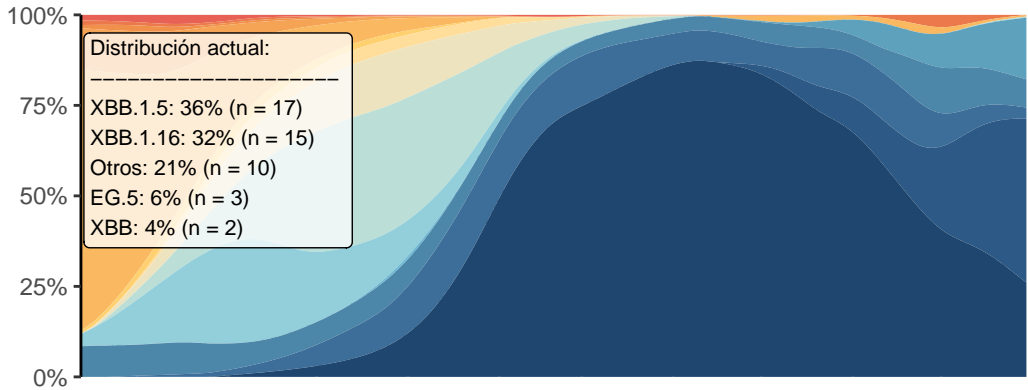 100%
Distribución actual:
--------------------
XBB.1.5: 36% (n = 17)
75%
XBB.1.16: 32% (n = 15)
Otros: 21% (n = 10)
50%
EG.5: 6% (n = 3)
XBB: 4% (n = 2)
25%
0%